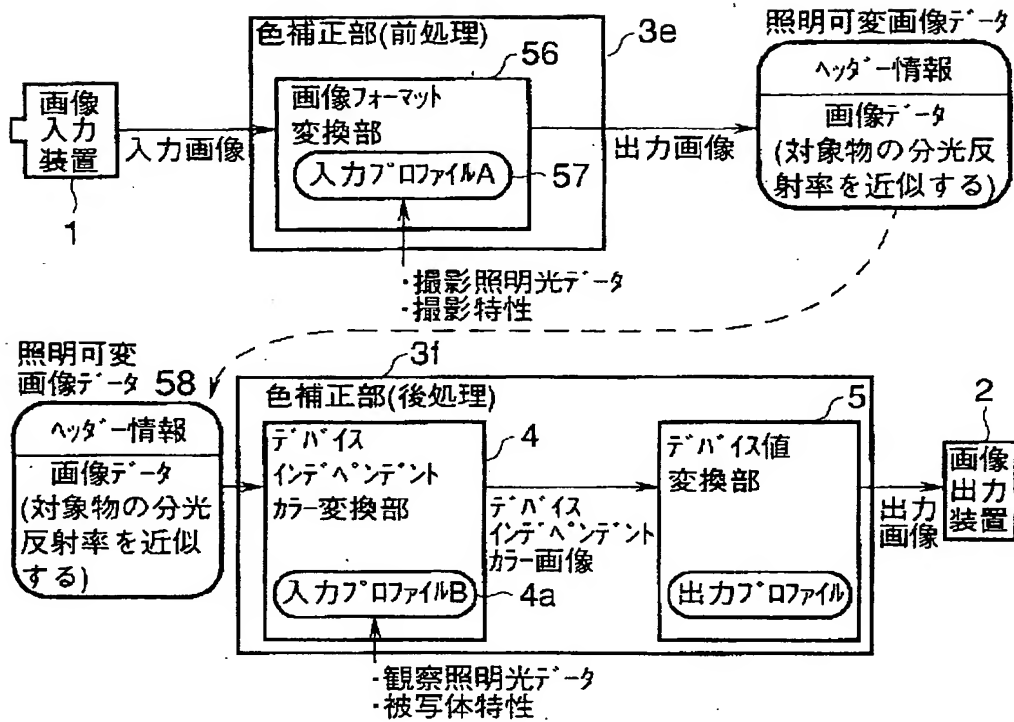 色補正部(前処理)
3e
照明可変画像データ
56
ヘッダー情報
画像
入力
装置
画像フォーマット
変換部
入力画像
入力プロファイルA
57
出力画像
画像データ
(対象物の分光反
射率を近似する)
1
・撮影照明光データ
・撮影特性
照明可変
画像データ
58
3f
ヘッダー情報
画像データ
(対象物の分光
反射率を近似
する)
色補正部(後処理)
デバイス
インデペンデント
カラー変換部
4
入力プロファイルB
4a
デバイス
インデペンデント
カラー画像
5
デバイス値
変換部
出力プロファイル
出力
画像
2
画像
出力
装置
・観察照明光データ
・被写体特性